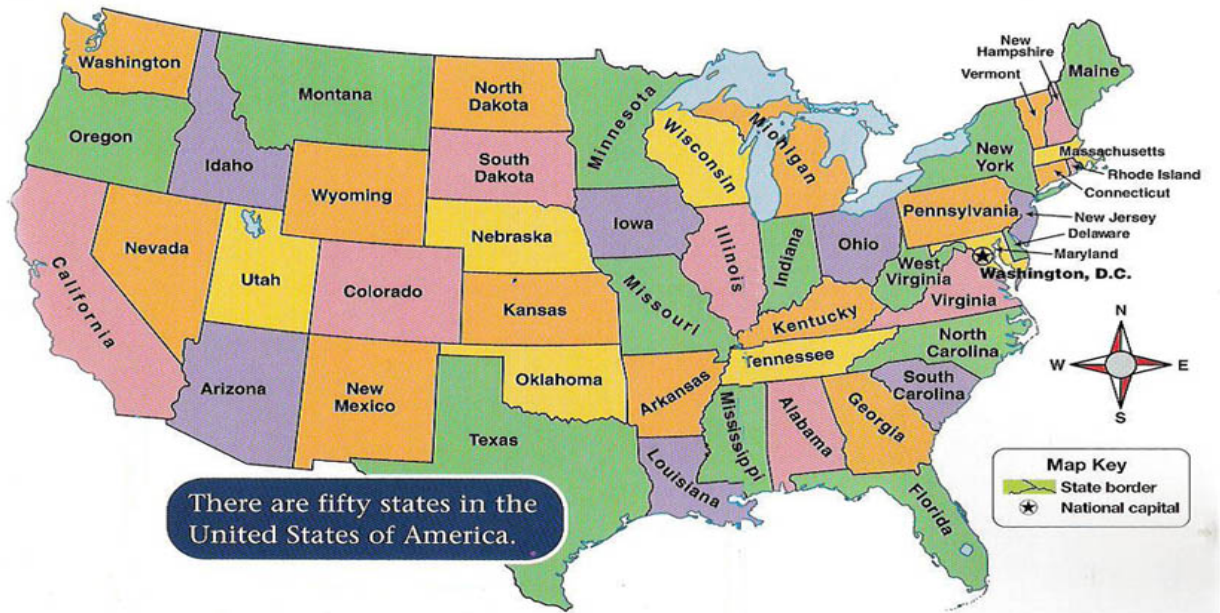 Washington
Oregon
California
Nevada
Idaho
Montana
Wyoming
Utah
Arizona
Colorado
New
Mexico
North
Dakota
South
Dakota
Nebraska
Kansas
Oklahoma
Texas
Minnesota
Iowa
Missouri
Arkansas
Louisiana
Wisconsin
Illinois
Michigan
Indiana
Ohio
Kentucky
Tennessee
Mississippi
Alabama
Georgia
Florida
South
Carolina
North
Carolina
Virginia
West
Virginia
Pennsylvania
New
York
Vermont
New
Hampshire
Maine
Massachusetts
Rhode Island
Connecticut
New Jersey
Delaware
Maryland
Washington, D.C.
N
W
E
S
Map Key
State border
National capital
There are fifty states in the
United States of America.